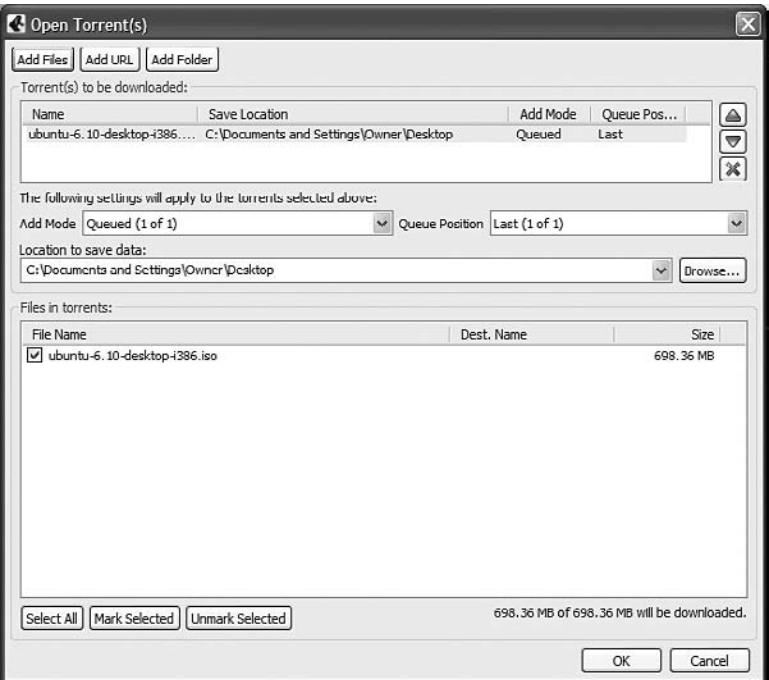 Open Torrent(s)
Add Files Add URL Add Folder
Torrent(s) to be downloaded:
Name Save Location Add Mode Queue Pos...
ubuntu-6.10-desktop-i386.... C:\Documents and Settings\Owner\Desktop Queued Last
The following settings will apply to the torrents selected above:
Add Mode Queued (1 of 1) Queue Position Last (1 of 1)
Location to save data:
C:\Documents and Settings\Owner\Desktop Browse...
Files in torrents:
File Name Dest. Name Size
ubuntu-6.10-desktop-i386.iso 698.36 MB
Select All Mark Selected Unmark Selected 698.36 MB of 698.36 MB will be downloaded.
OK Cancel